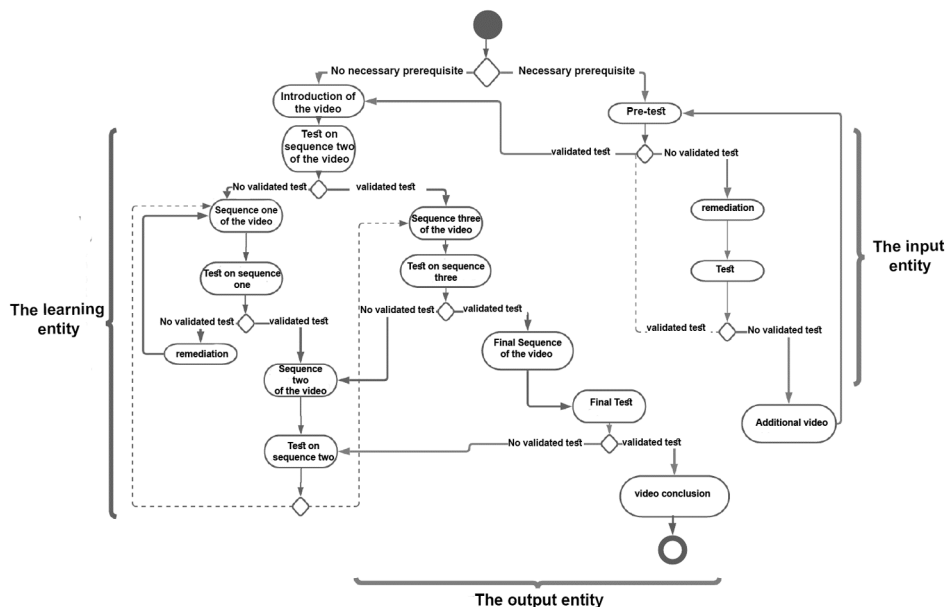 No necessary prerequisite
Necessary prerequisite
Introduction of
the video
Pre-test
Test on
sequence two
of the video
validated test
No validated test
No validated test
validated test
Sequence one
of the video
Sequence three
of the video
remediation
The input
entity
Test on sequence
one
Test on sequence
three
Test
The learning
entity
No validated test
validated test
No validated test
validated test
validated test
No validated test
remediation
Final Sequence
of the video
Sequence
two
of the video
Final Test
Additional video
Test on
sequence two
No validated test
validated test
video conclusion
The output entity